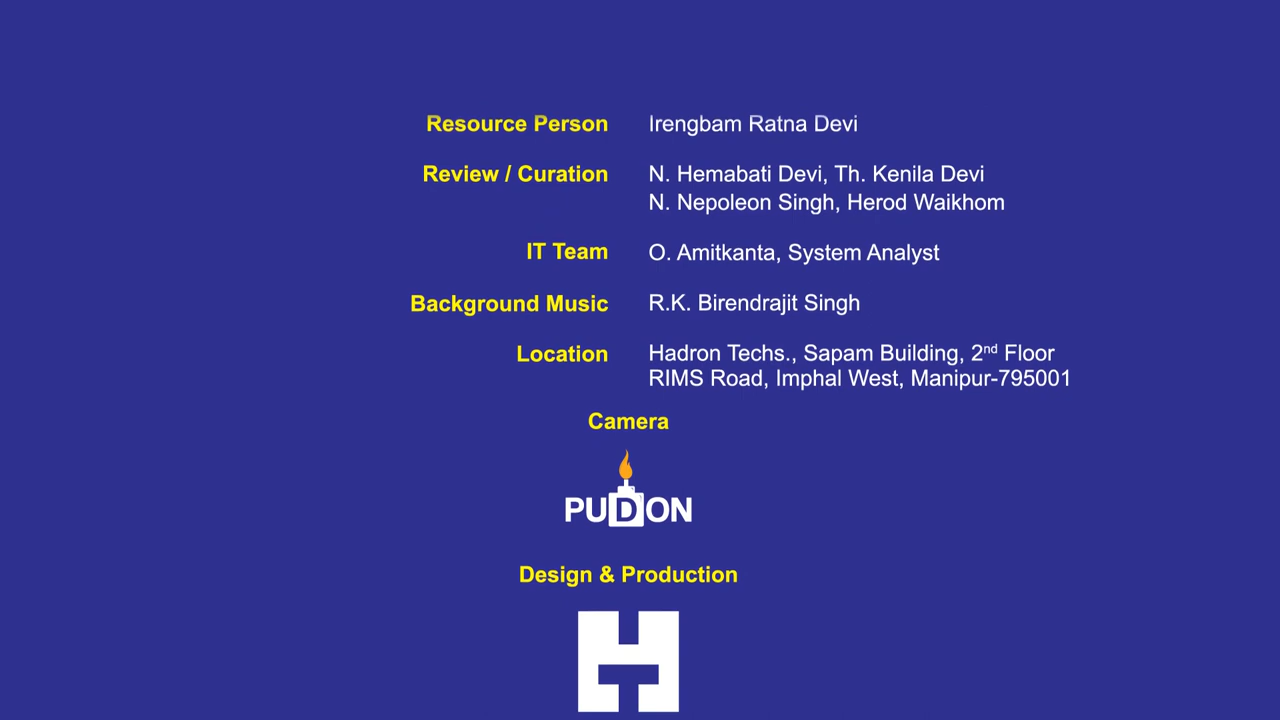 Resource Person Irengbam Ratna Devi
Review / Curation N. Hemabati Devi, Th. Kenila Devi
N. Nepoleon Singh, Herod Waikhom
IT Team O. Amitkanta, System Analyst
Background Music R.K. Birendrajit Singh
Location Hadron Techs., Sapam Building, 2nd Floor
RIMS Road, Imphal West, Manipur-795001
Camera
PUDON
Design & Production
HT